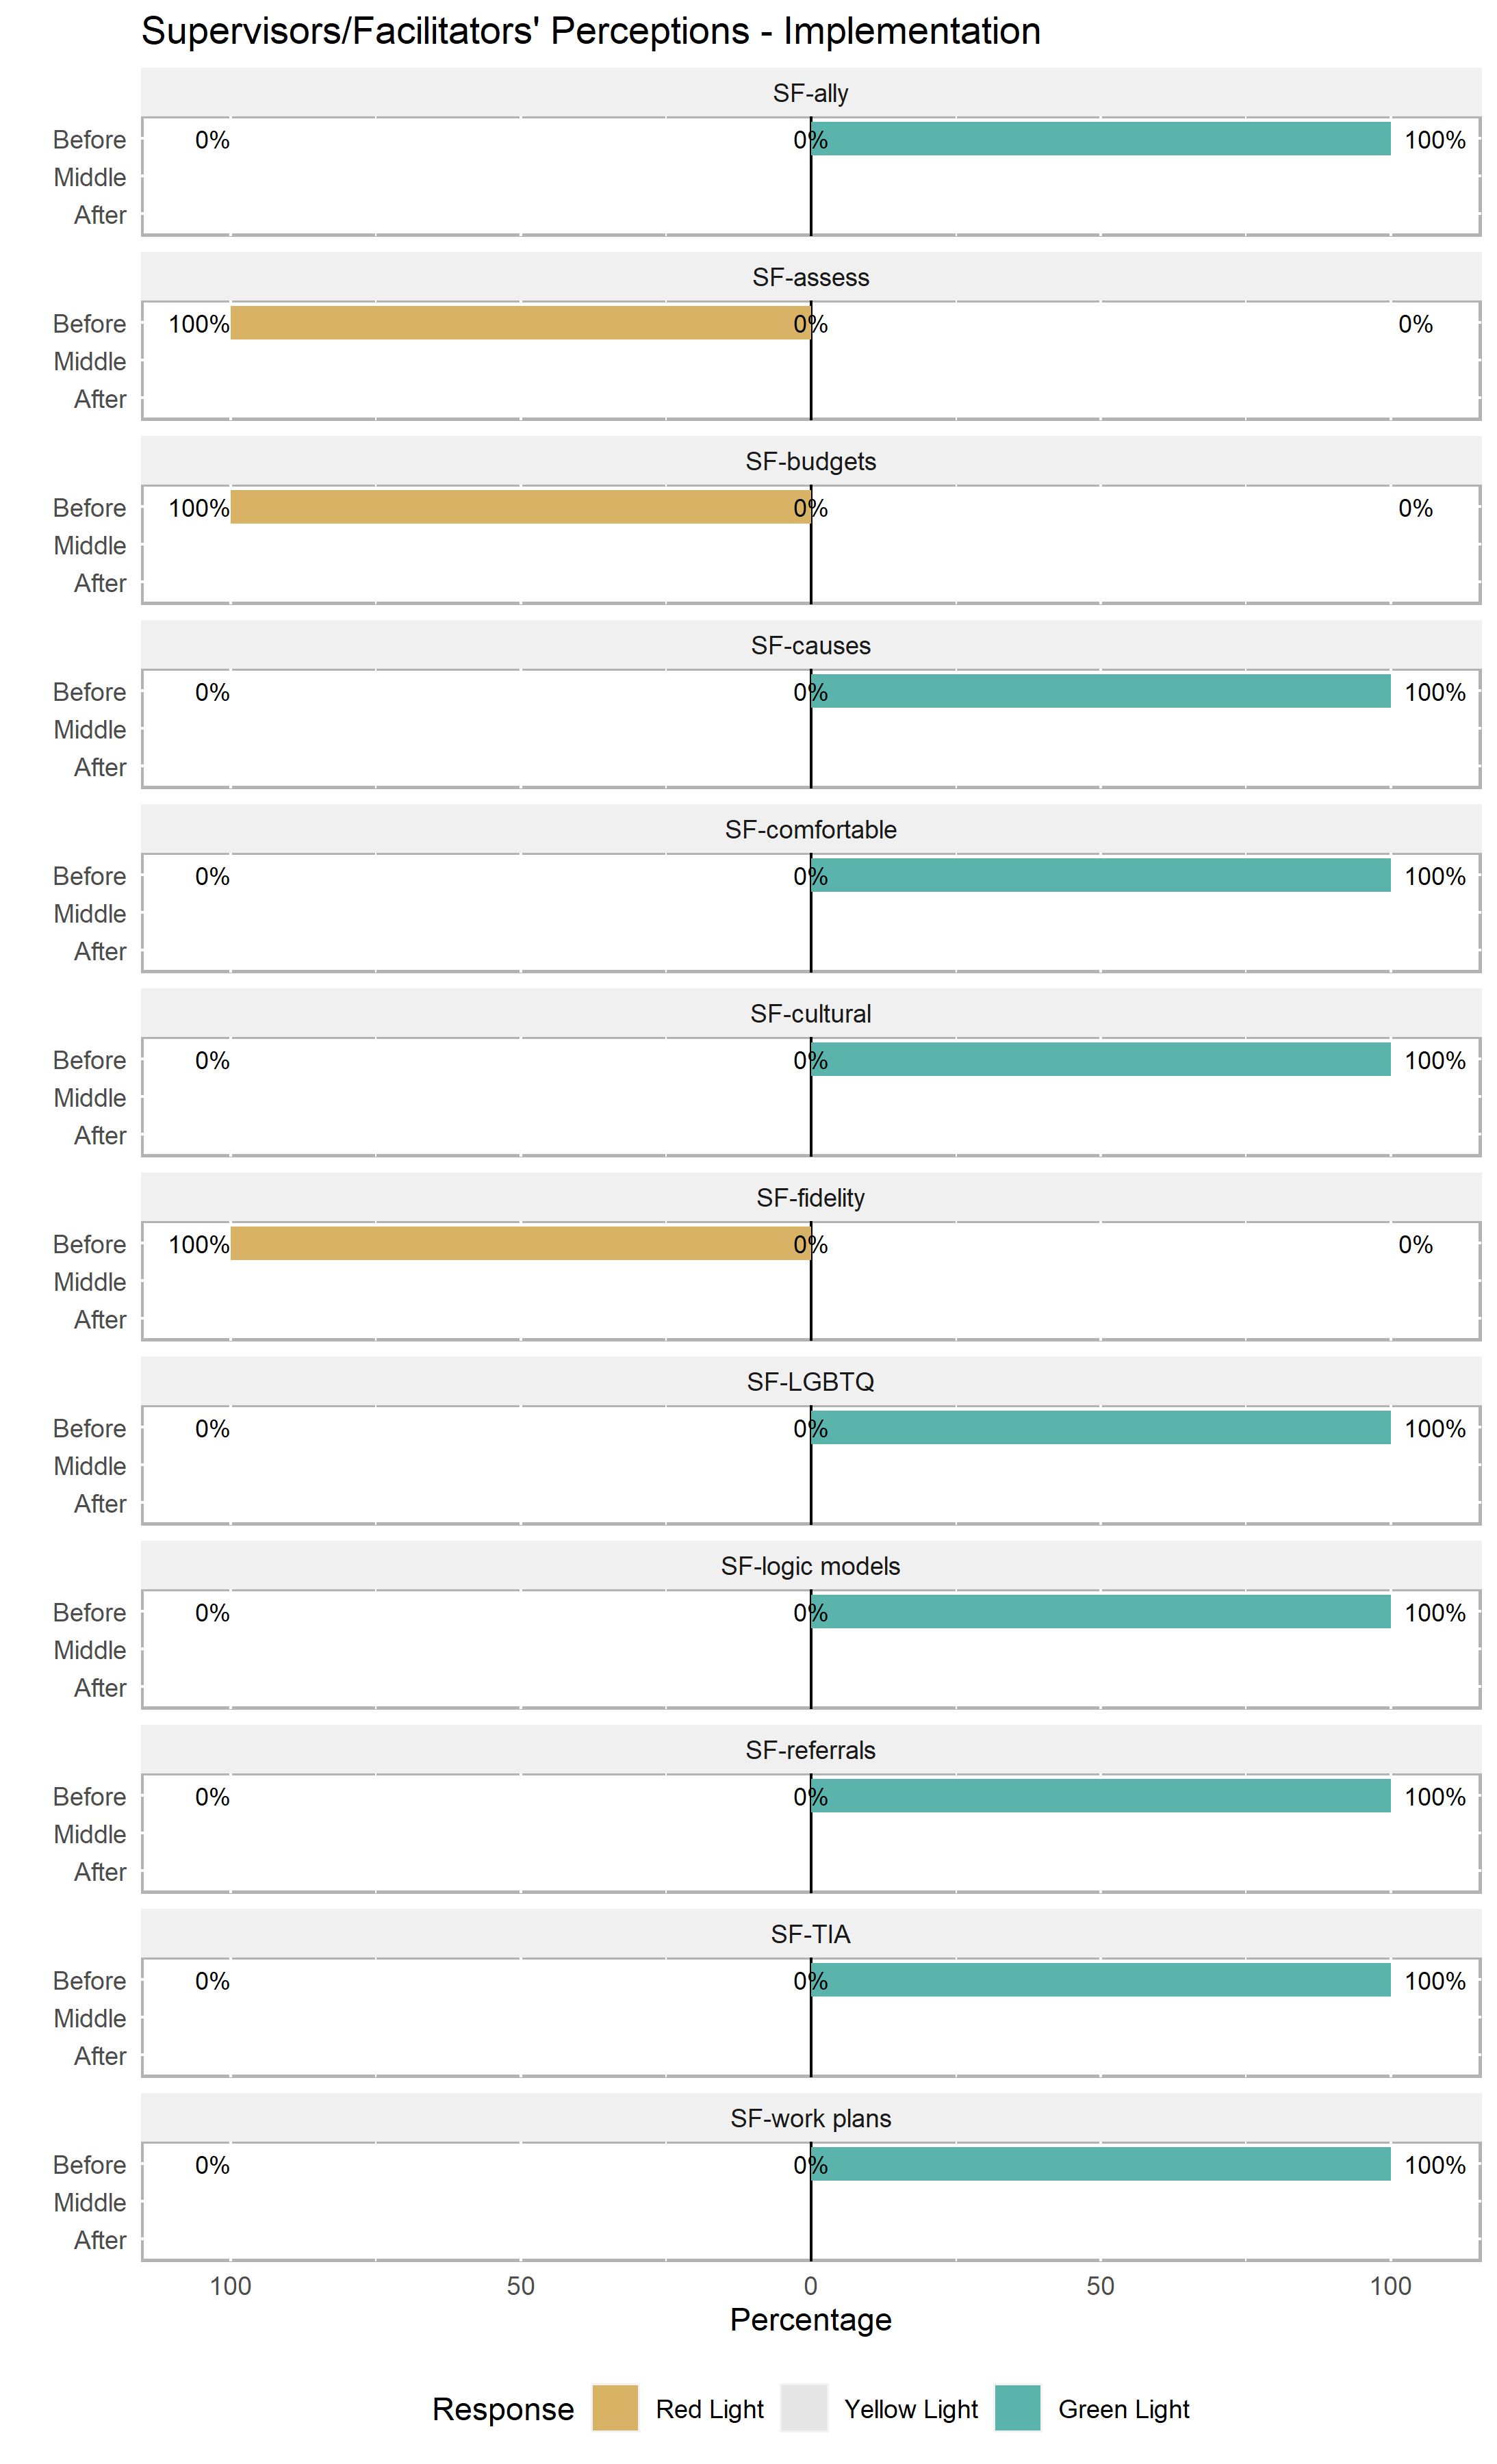 Supervisors/Facilitators' Perceptions - Implementation
SF-ally
Before 0% 0% 100%
Middle
After
SF-assess
Before 100% 0% 0%
Middle
After
SF-budgets
Before 100% 0% 0%
Middle
After
SF-causes
Before 0% 0% 100%
Middle
After
SF-comfortable
Before 0% 0% 100%
Middle
After
SF-cultural
Before 0% 0% 100%
Middle
After
SF-fidelity
Before 100% 0% 0%
Middle
After
SF-LGBTQ
Before 0% 0% 100%
Middle
After
SF-logic models
Before 0% 0% 100%
Middle
After
SF-referrals
Before 0% 0% 100%
Middle
After
SF-TIA
Before 0% 0% 100%
Middle
After
SF-work plans
Before 0% 0% 100%
Middle
After
100 50 0 50 100
Percentage
Response Red Light Yellow Light Green Light